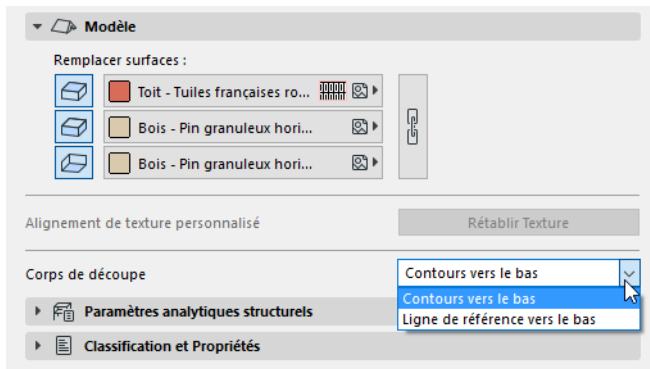 Modèle
Remplacer surfaces :
Toit - Tuiles françaises ro...
Bois - Pin granuleux hori...
Bois - Pin granuleux hori...
Alignement de texture personnalisé
Rétablir Texture
Corps de découpe
Contours vers le bas
Contours vers le bas
Paramètres analytiques structurels
Ligne de référence vers le bas
Classification et Propriétés